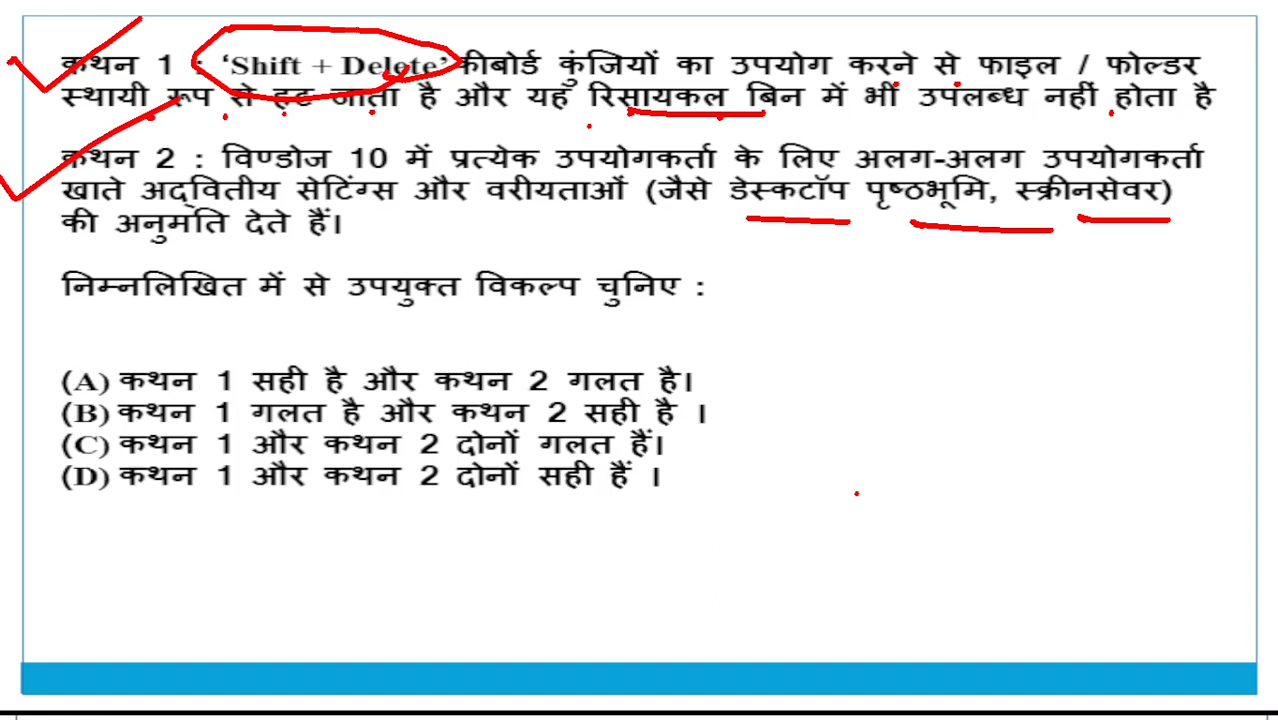 कथन 1 : ‘Shift + Delete’ कीबोर्ड कुंजियों का उपयोग करने से फाइल / फोल्डर
स्थायी रूप से हट जाता है और यह रिसायकल बिन में भी उपलब्ध नहीं होता है
कथन 2 : विण्डोज 10 में प्रत्येक उपयोगकर्ता के लिए अलग-अलग उपयोगकर्ता
खाते अद्वितीय सेटिंग्स और वरीयताओं (जैसे डेस्कटॉप पृष्ठभूमि, स्क्रीनसेवर)
की अनुमति देते हैं।
निम्नलिखित में से उपयुक्त विकल्प चुनिए :
(A) कथन 1 सही है और कथन 2 गलत है।
(B) कथन 1 गलत है और कथन 2 सही है ।
(C) कथन 1 और कथन 2 दोनों गलत हैं।
(D) कथन 1 और कथन 2 दोनों सही हैं ।